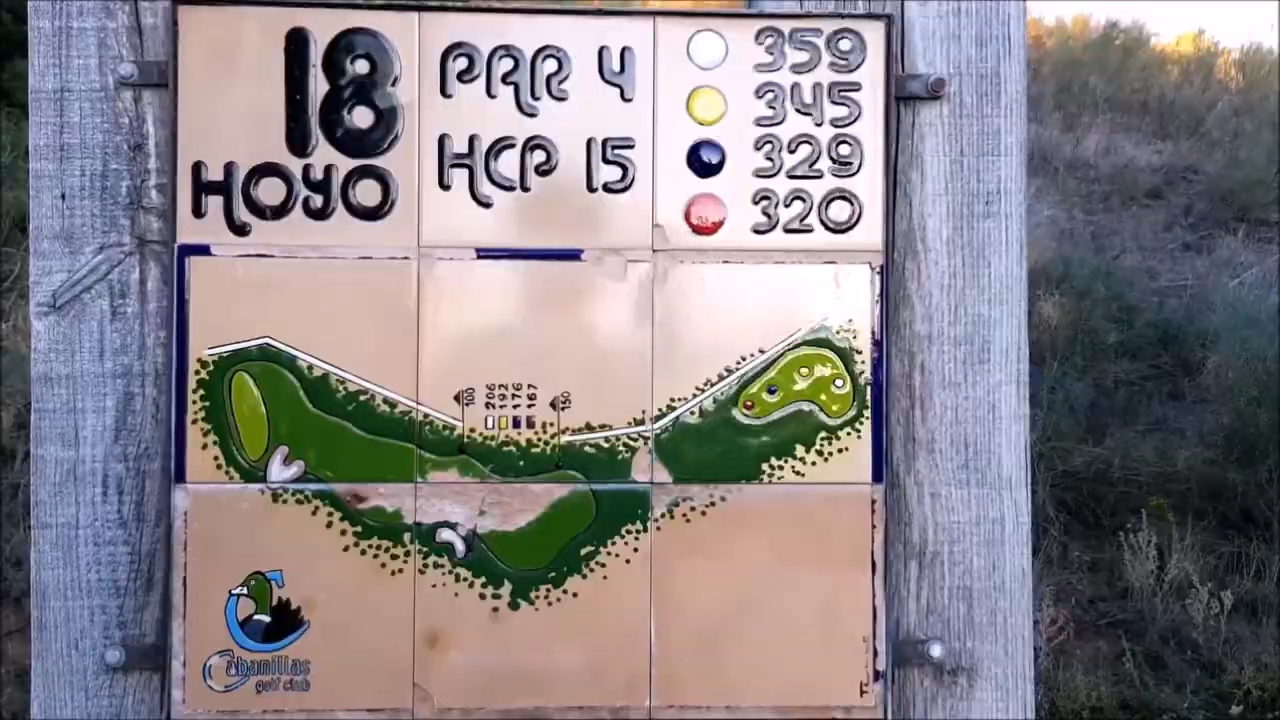 18
HOYO
PAR 4
HCP 15
359
345
329
320
100
206
192
176
167
150
Cabanillas
golf club